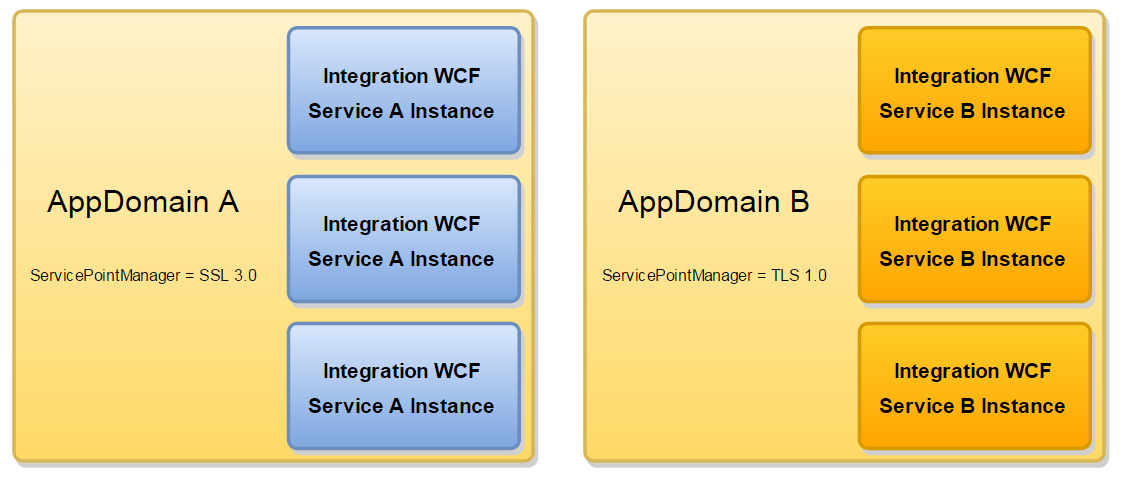 AppDomain A
ServicePointManager = SSL 3.0
Integration WCF
Service A Instance
Integration WCF
Service A Instance
Integration WCF
Service A Instance
AppDomain B
ServicePointManager = TLS 1.0
Integration WCF
Service B Instance
Integration WCF
Service B Instance
Integration WCF
Service B Instance